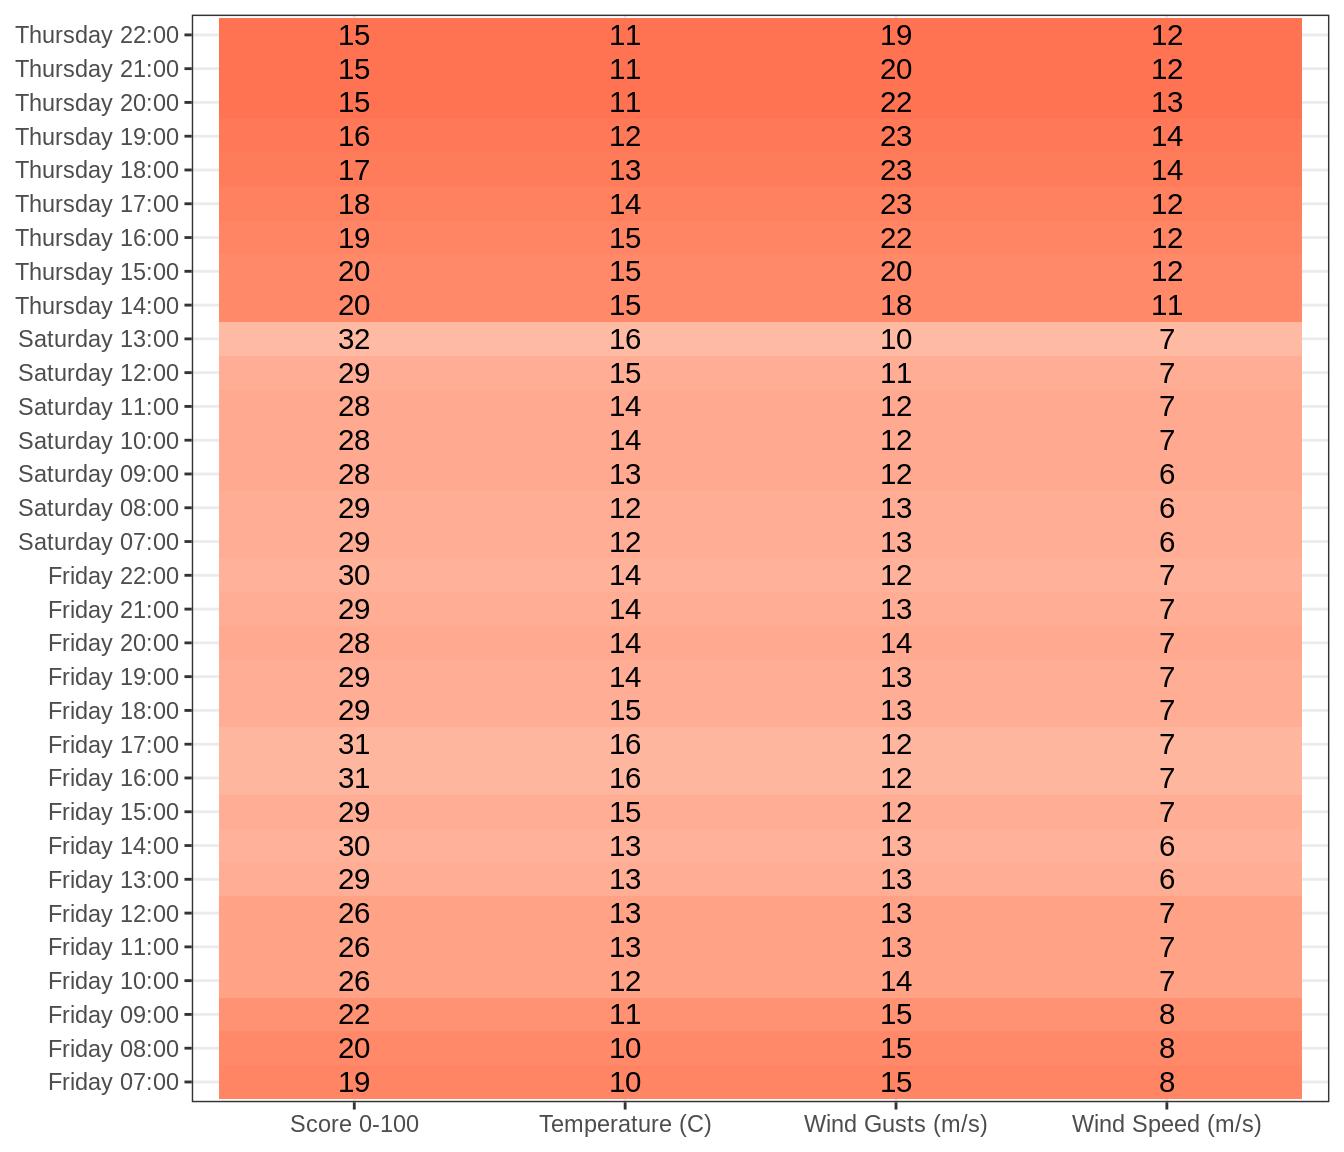 Thursday 22:00 15 11 19 12
Thursday 21:00 15 11 20 12
Thursday 20:00 15 11 22 13
Thursday 19:00 16 12 23 14
Thursday 18:00 17 13 23 14
Thursday 17:00 18 14 23 12
Thursday 16:00 19 15 22 12
Thursday 15:00 20 15 20 12
Thursday 14:00 20 15 18 11
Saturday 13:00 32 16 10 7
Saturday 12:00 29 15 11 7
Saturday 11:00 28 14 12 7
Saturday 10:00 28 14 12 7
Saturday 09:00 28 13 12 6
Saturday 08:00 29 12 13 6
Saturday 07:00 29 12 13 6
Friday 22:00 30 14 12 7
Friday 21:00 29 14 13 7
Friday 20:00 28 14 14 7
Friday 19:00 29 14 13 7
Friday 18:00 29 15 13 7
Friday 17:00 31 16 12 7
Friday 16:00 31 16 12 7
Friday 15:00 29 15 12 7
Friday 14:00 30 13 13 6
Friday 13:00 29 13 13 6
Friday 12:00 26 13 13 7
Friday 11:00 26 13 13 7
Friday 10:00 26 12 14 7
Friday 09:00 22 11 15 8
Friday 08:00 20 10 15 8
Friday 07:00 19 10 15 8
Score 0-100 Temperature (C) Wind Gusts (m/s) Wind Speed (m/s)